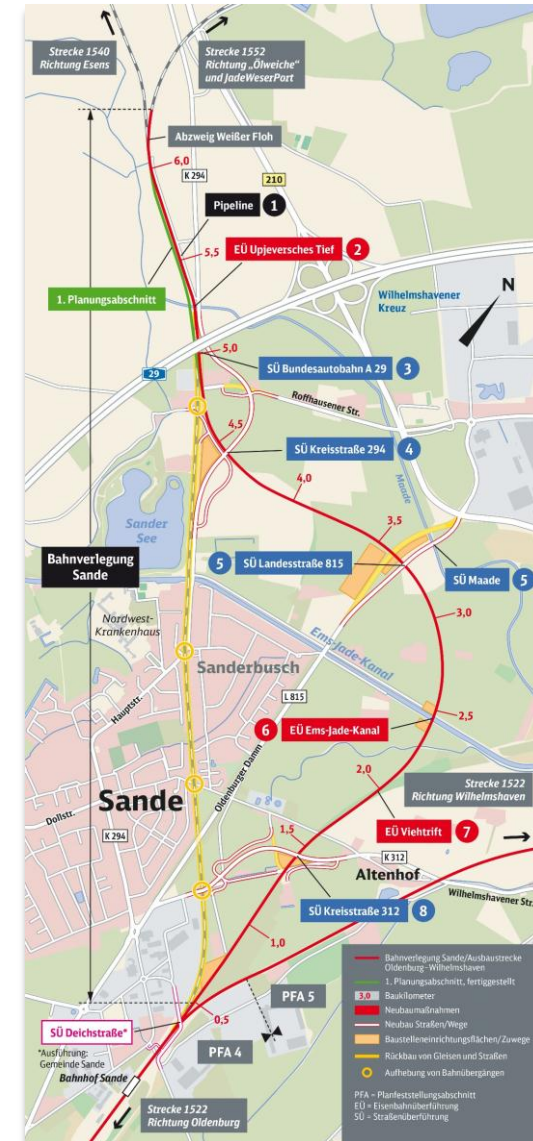 Strecke 1540
Richtung Esens
Strecke 1552
Richtung „Ölweiche“
und JadeWeserPort
Abzweig Weißer Floh
6,0
K 294
210
Pipeline 1
5,5
EÜ Upjeversches Tief 2
1. Planungsabschnitt
Wilhelmshavener
Kreuz
N
5,0
29
SÜ Bundesautobahn A 29 3
Roffhausener Str.
4,5
SÜ Kreisstraße 294 4
4,0
Maade
3,5
Sander
See
Bahnverlegung
Sande
5 SÜ Landesstraße 815
SÜ Maade 5
3,0
Nordwest-
Krankenhaus
Ems-Jade-Kanal
Sanderbusch
Hauptstr.
L 815
2,5
6 EÜ Ems-Jade-Kanal
Oldenburger Damm
2,0
Strecke 1522
Richtung Wilhelmshaven
Sande
Dollstr.
1,5
EÜ Viehtrift 7
K 294
K 312
Altenhof
Wilhelmshavener Str.
SÜ Kreisstraße 312 8
1,0
PFA 5
0,5
SÜ Deichstraße*
PFA 4
*Ausführung:
Gemeinde Sande
Bahnhof Sande
Strecke 1522
Richtung Oldenburg
Bahnverlegung Sande/Ausbaustrecke
Oldenburg–Wilhelmshaven
1. Planungsabschnitt, fertiggestellt
3,0 Baukilometer
Neubaumaßnahmen
Neubau Straßen/Wege
Baustelleneinrichtungsflächen/Zuwege
Rückbau von Gleisen und Straßen
Aufhebung von Bahnübergängen
PFA = Planfeststellungsabschnitt
EÜ = Eisenbahnüberführung
SÜ = Straßenüberführung